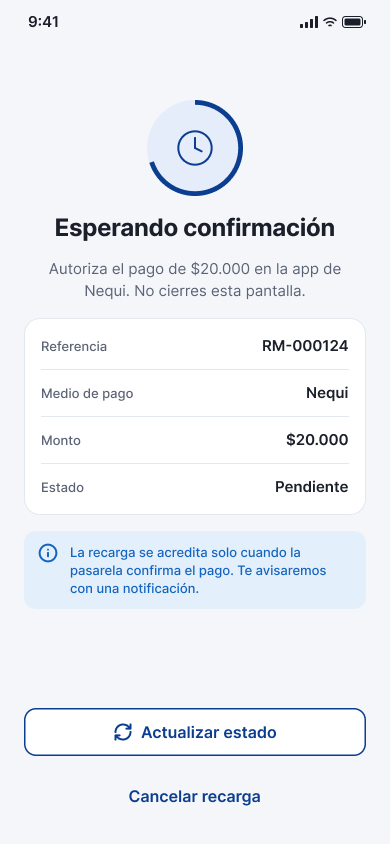 9:41
Esperando confirmación
Autoriza el pago de $20.000 en la app de
Nequi. No cierres esta pantalla.
Referencia RM-000124
Medio de pago Nequi
Monto $20.000
Estado Pendiente
La recarga se acredita solo cuando la
pasarela confirma el pago. Te avisaremos
con una notificación.
Actualizar estado
Cancelar recarga